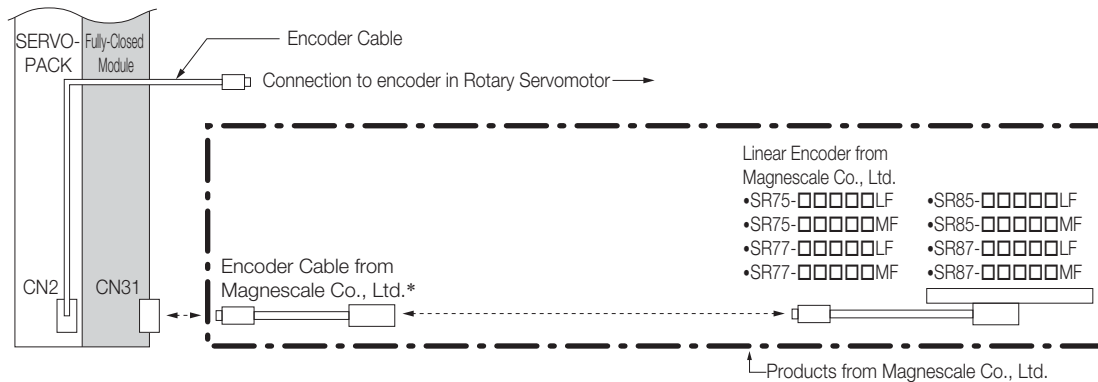 SERVO-
PACK
Fully-Closed
Module
Encoder Cable
Connection to encoder in Rotary Servomotor
Linear Encoder from
Magnescale Co., Ltd.
•SR75-□□□□□LF
•SR85-□□□□□LF
•SR75-□□□□□MF
•SR85-□□□□□MF
•SR77-□□□□□LF
•SR87-□□□□□LF
•SR77-□□□□□MF
•SR87-□□□□□MF
CN2
CN31
Encoder Cable from
Magnescale Co., Ltd.*
Products from Magnescale Co., Ltd.